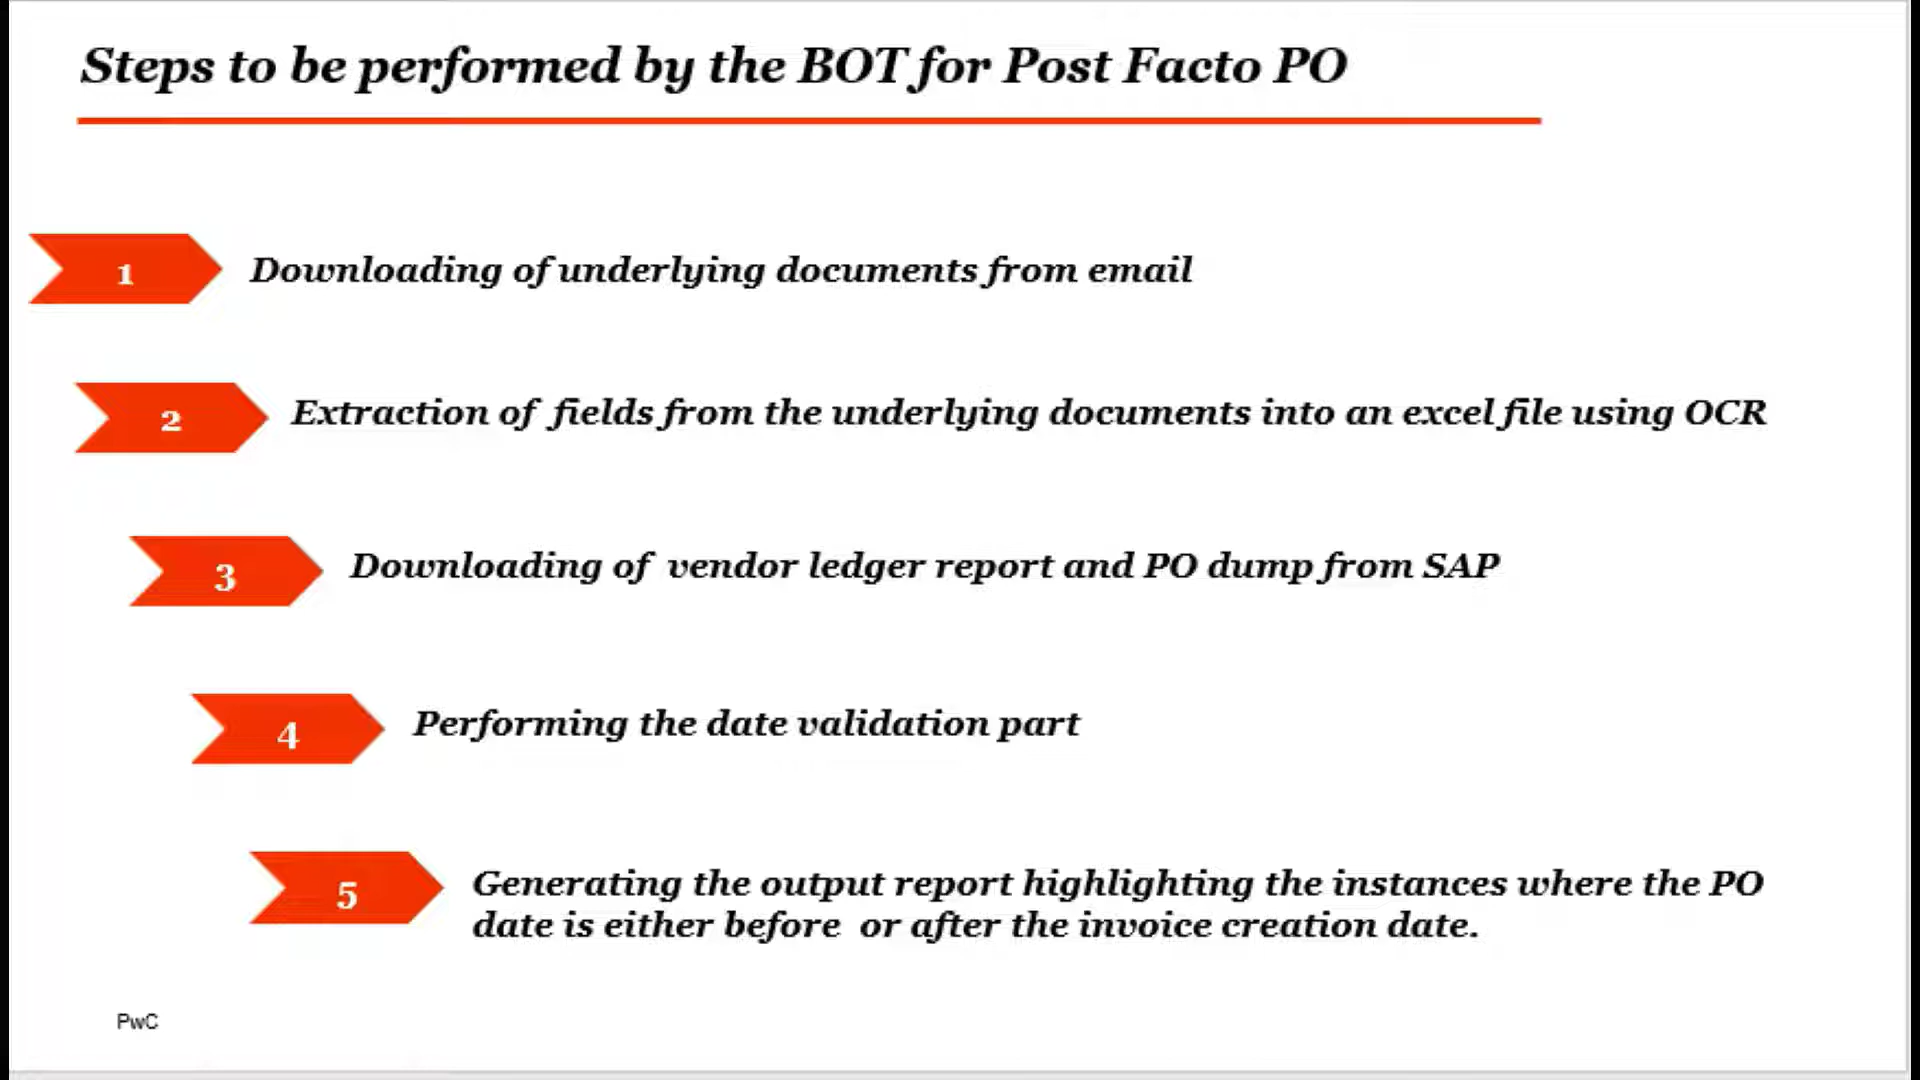 Steps to be performed by the BOT for Post Facto PO
1
Downloading of underlying documents from email
2
Extraction of fields from the underlying documents into an excel file using OCR
3
Downloading of vendor ledger report and PO dump from SAP
4
Performing the date validation part
5
Generating the output report highlighting the instances where the PO
date is either before or after the invoice creation date.
PwC